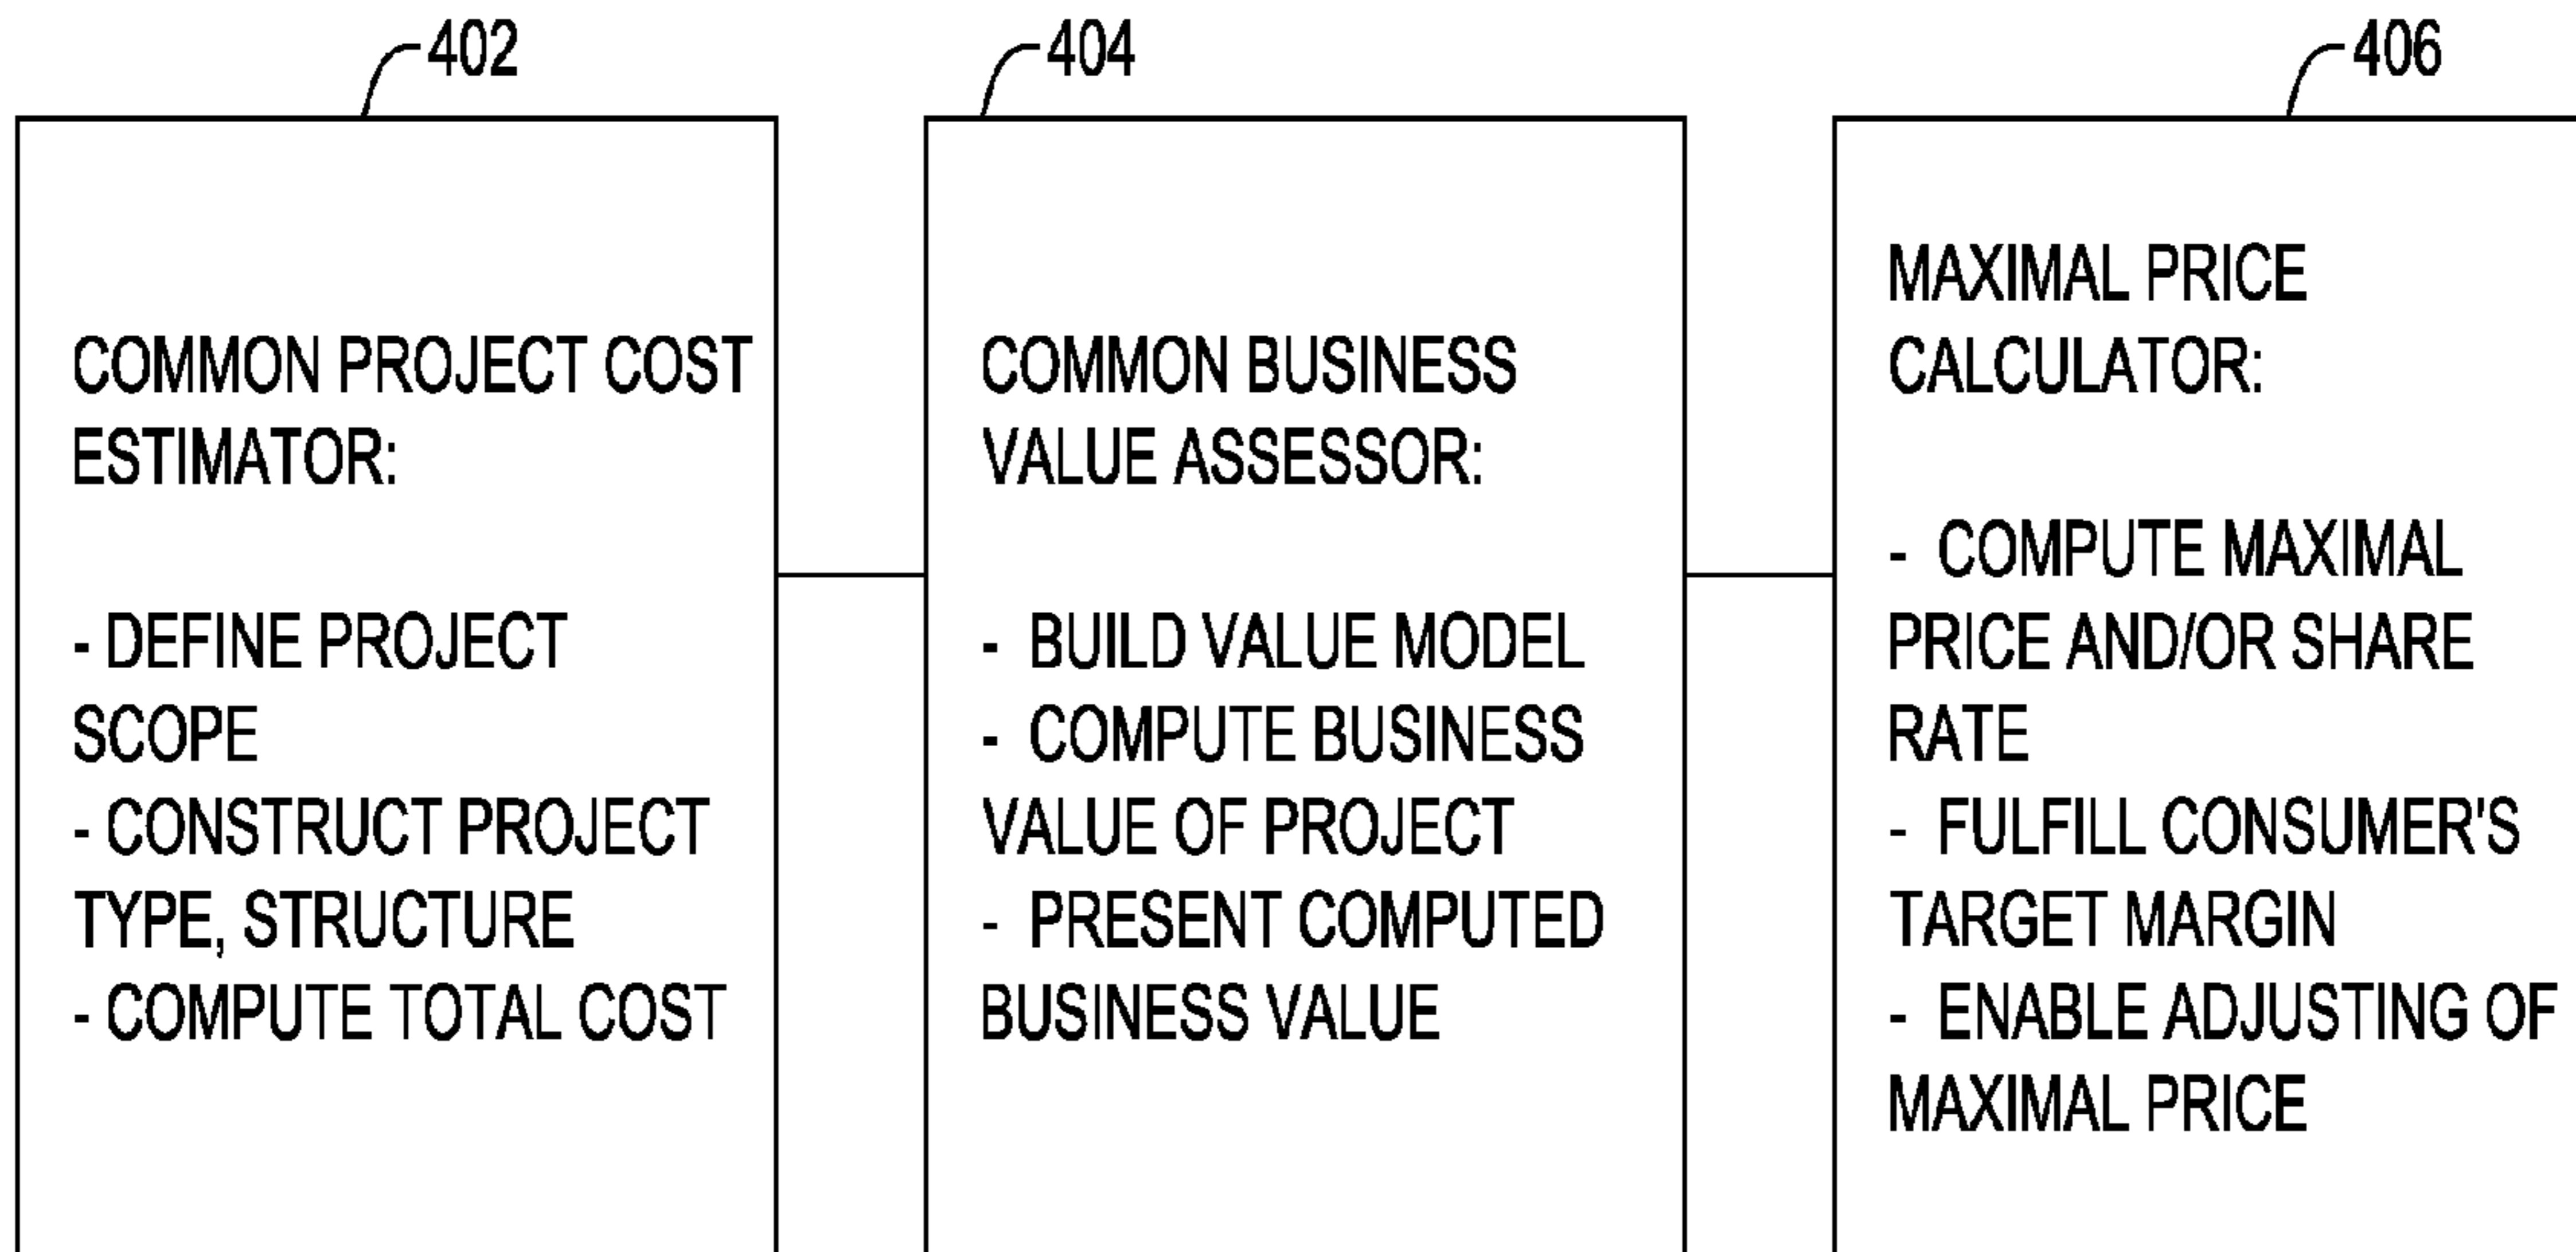 402
COMMON PROJECT COST
ESTIMATOR:
- DEFINE PROJECT
SCOPE
- CONSTRUCT PROJECT
TYPE, STRUCTURE
- COMPUTE TOTAL COST
404
COMMON BUSINESS
VALUE ASSESSOR:
- BUILD VALUE MODEL
- COMPUTE BUSINESS
VALUE OF PROJECT
- PRESENT COMPUTED
BUSINESS VALUE
406
MAXIMAL PRICE
CALCULATOR:
- COMPUTE MAXIMAL
PRICE AND/OR SHARE
RATE
- FULFILL CONSUMER'S
TARGET MARGIN
- ENABLE ADJUSTING OF
MAXIMAL PRICE